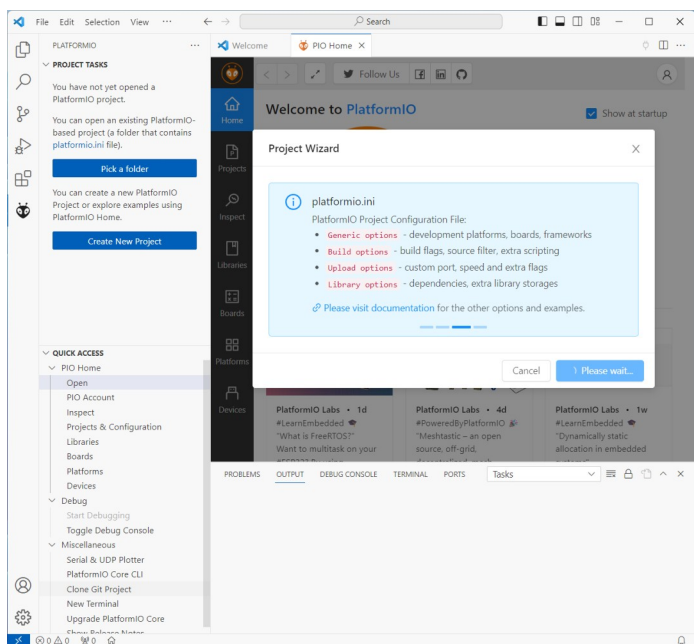 File Edit Selection View ... Search
PLATFORMIO ...
Welcome PIO Home
PROJECT TASKS
You have not yet opened a
PlatformIO project.
You can open an existing PlatformIO-
based project (a folder that contains
platformio.ini file).
Pick a folder
You can create a new PlatformIO
Project or explore examples using
PlatformIO Home.
Create New Project
QUICK ACCESS
PIO Home
Open
PIO Account
Inspect
Projects & Configuration
Libraries
Boards
Platforms
Devices
Debug
Start Debugging
Toggle Debug Console
Miscellaneous
Serial & UDP Plotter
PlatformIO Core CLI
Clone Git Project
New Terminal
Upgrade PlatformIO Core
Show Release Notes
Follow Us
Home
Projects
Inspect
Libraries
Boards
Platforms
Devices
Welcome to PlatformIO
Show at startup
Project Wizard
platformio.ini
PlatformIO Project Configuration File:
• Generic options - development platforms, boards, frameworks
• Build options - build flags, source filter, extra scripting
• Upload options - custom port, speed and extra flags
• Library options - dependencies, extra library storages
Please visit documentation for the other options and examples.
Cancel Please wait...
PlatformIO Labs • 1d
#LearnEmbedded
"What is FreeRTOS?"
Want to multitask on your
PlatformIO Labs • 4d
#PoweredByPlatformIO
"Meshtastic – an open
source, off-grid,
PlatformIO Labs • 1w
#LearnEmbedded
"Dynamically static
allocation in embedded
PROBLEMS OUTPUT DEBUG CONSOLE TERMINAL PORTS Tasks
0 0 0